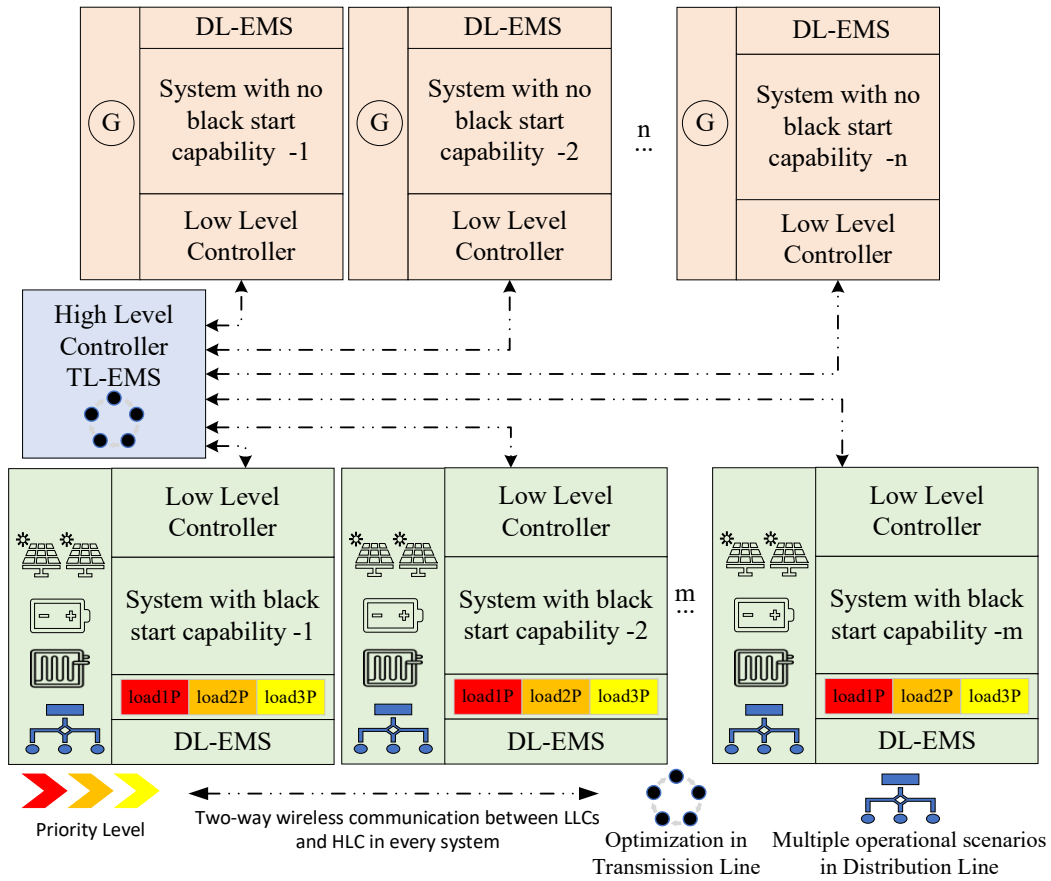 DL-EMS
System with no
black start
capability -1
Low Level
Controller
G
DL-EMS
System with no
black start
capability -2
Low Level
Controller
G
n
...
DL-EMS
System with no
black start
capability -n
Low Level
Controller
G
High Level
Controller
TL-EMS
Low Level
Controller
System with black
start capability -1
load1P load2P load3P
DL-EMS
Low Level
Controller
System with black
start capability -2
load1P load2P load3P
DL-EMS
m
...
Low Level
Controller
System with black
start capability -m
load1P load2P load3P
DL-EMS
Priority Level
Two-way wireless communication between LLCs
and HLC in every system
Optimization in
Transmission Line
Multiple operational scenarios
in Distribution Line